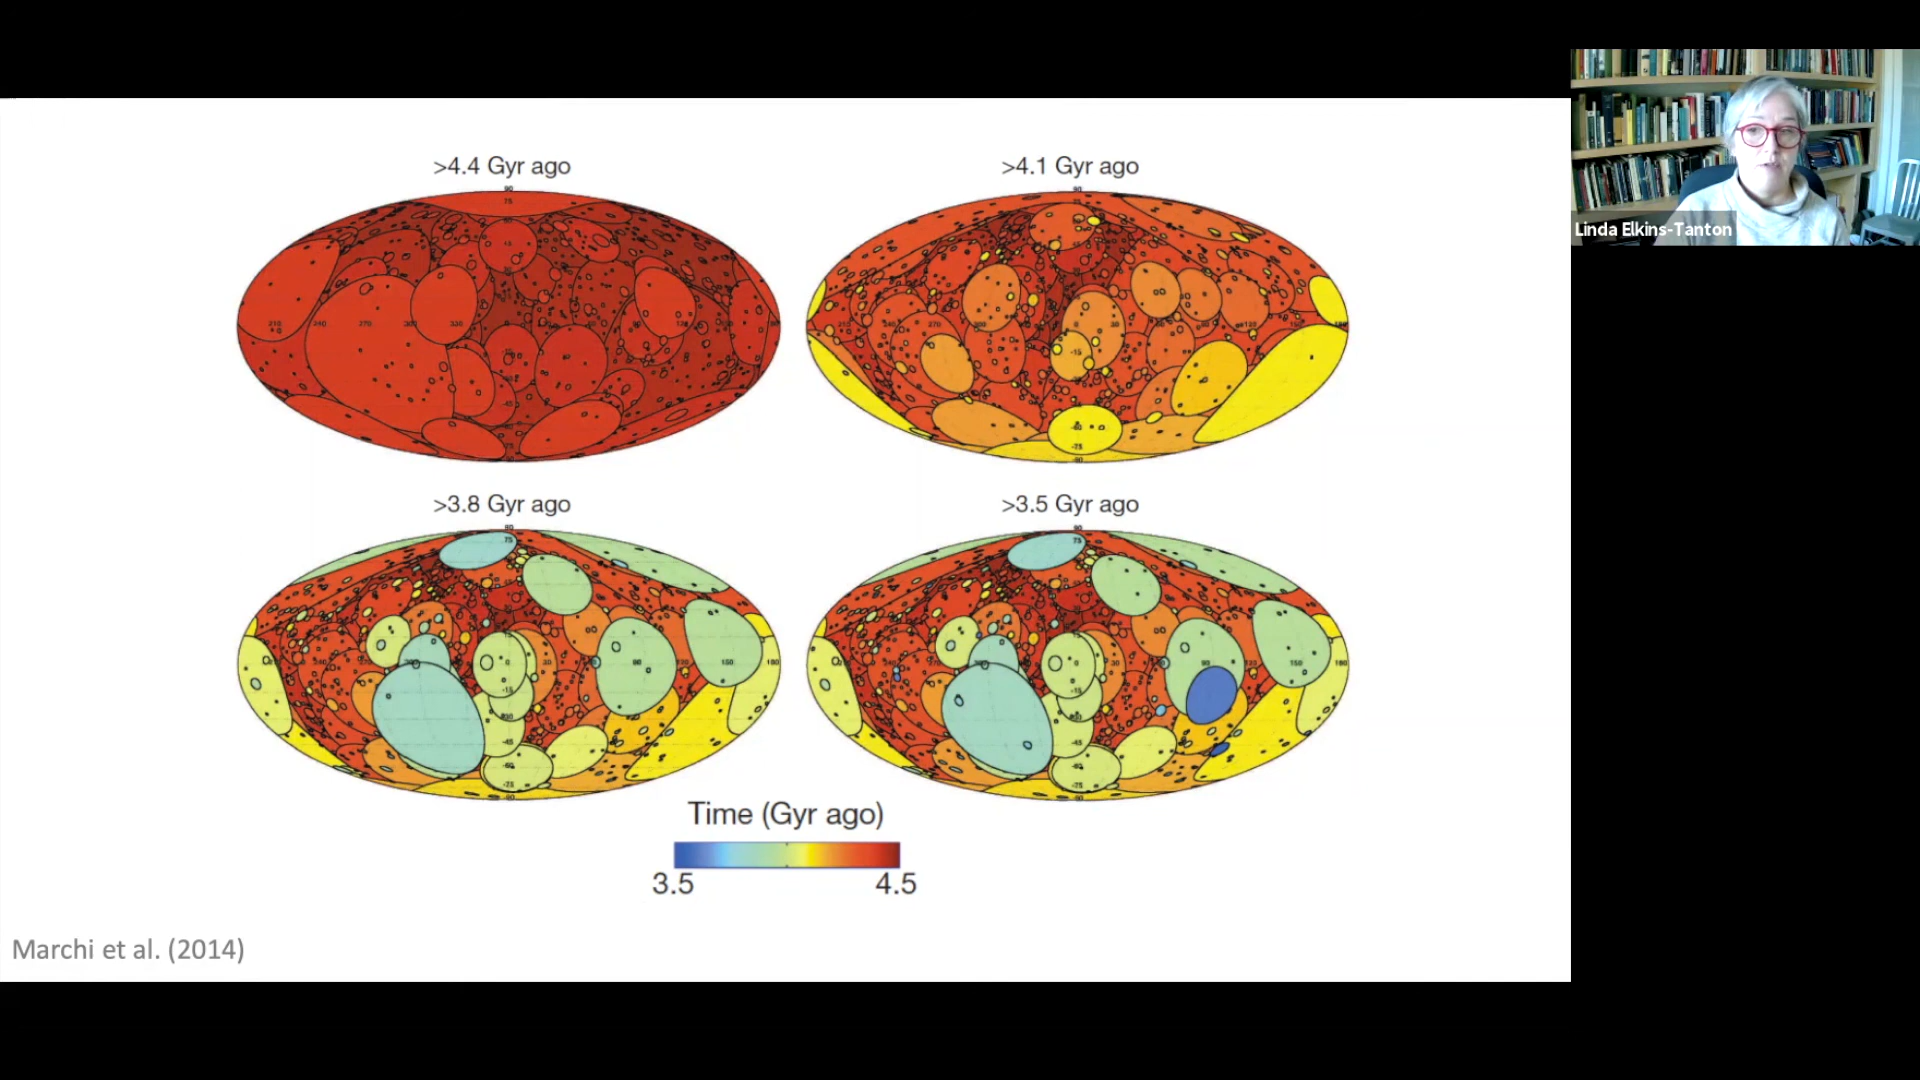 >4.4 Gyr ago
>4.1 Gyr ago
>3.8 Gyr ago
>3.5 Gyr ago
Time (Gyr ago)
3.5
4.5
Marchi et al. (2014)
Linda Elkins-Tanton